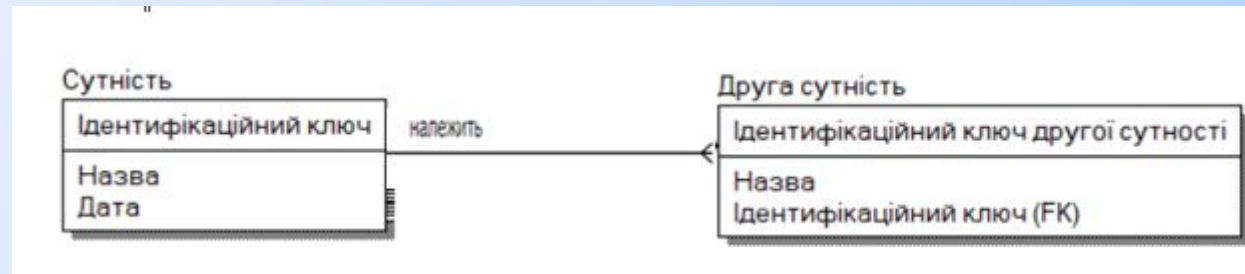 Сутність
Ідентифікаційний ключ
Назва
Дата
належить
Друга сутність
Ідентифікаційний ключ другої сутності
Назва
Ідентифікаційний ключ (FK)